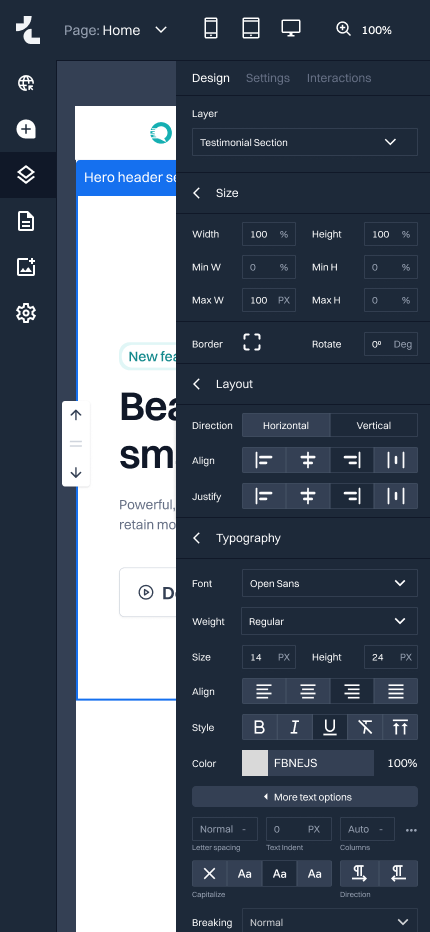 Page: Home
100%
Design Settings Interactions
Layer
Testimonial Section
Hero header se
Size
Width 100 % Height 100 %
Min W 0 % Min H 0 %
Max W 100 PX Max H 0 %
Border Rotate 0° Deg
New fea
Layout
Bea
Direction Horizontal Vertical
sm
Align
Justify
Powerful,
retain mo
Typography
Font Open Sans
De
Weight Regular
Size 14 PX Height 24 PX
Align
Style B I U T
Color FBNEJS 100%
More text options
Normal - 0 PX Auto - •••
Letter spacing Text Indent Columns
Aa Aa Aa
Capitalize Direction
Breaking Normal